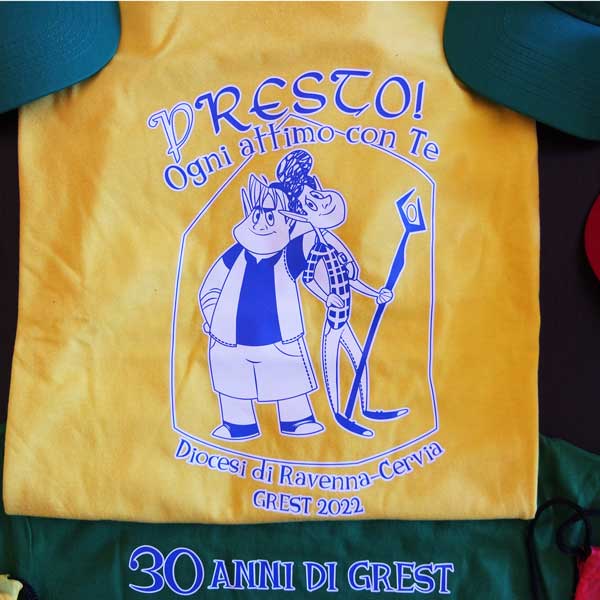 PRESTO!
Ogni attimo con Te
Diocesi di Ravenna-Cervia
GREST 2022
30 ANNI DI GREST